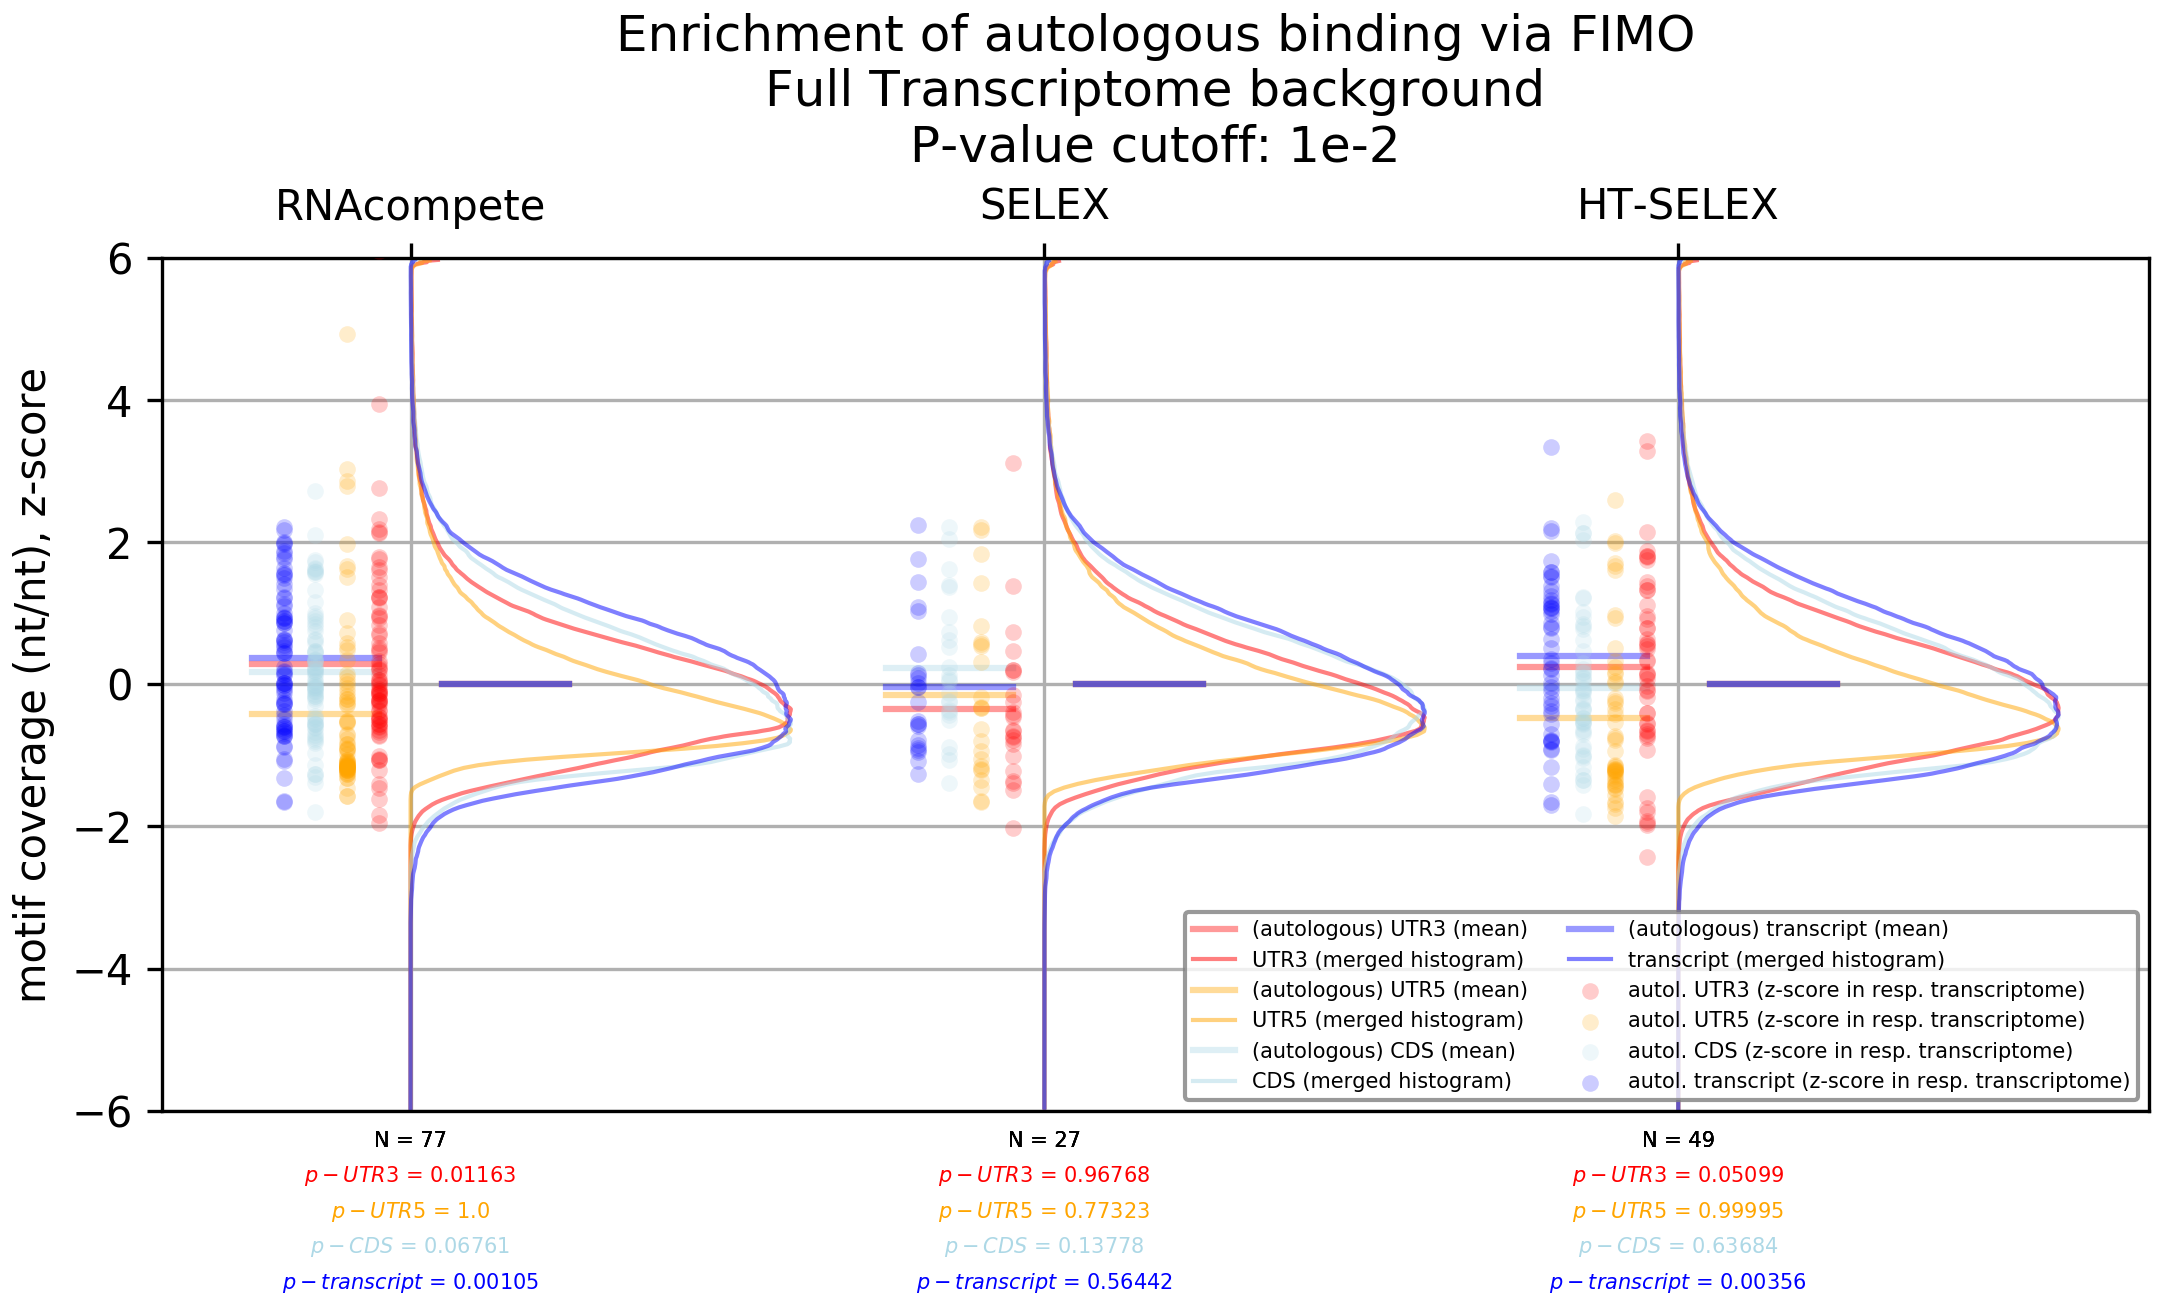 Enrichment of autologous binding via FIMO
Full Transcriptome background
P-value cutoff: 1e-2
RNAcompete
SELEX
HT-SELEX
motif coverage (nt/nt), z-score
6
4
2
0
−2
−4
−6
(autologous) UTR3 (mean)
UTR3 (merged histogram)
(autologous) UTR5 (mean)
UTR5 (merged histogram)
(autologous) CDS (mean)
CDS (merged histogram)
(autologous) transcript (mean)
transcript (merged histogram)
autol. UTR3 (z-score in resp. transcriptome)
autol. UTR5 (z-score in resp. transcriptome)
autol. CDS (z-score in resp. transcriptome)
autol. transcript (z-score in resp. transcriptome)
N = 77
p − UTR3 = 0.01163
p − UTR5 = 1.0
p − CDS = 0.06761
p − transcript = 0.00105
N = 27
p − UTR3 = 0.96768
p − UTR5 = 0.77323
p − CDS = 0.13778
p − transcript = 0.56442
N = 49
p − UTR3 = 0.05099
p − UTR5 = 0.99995
p − CDS = 0.63684
p − transcript = 0.00356